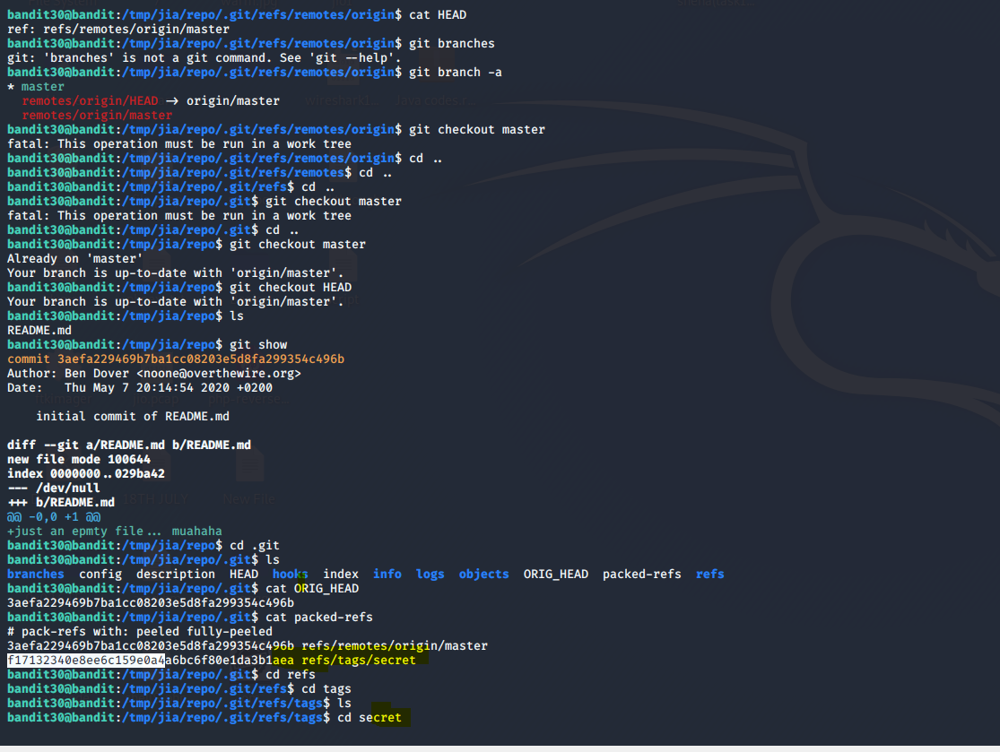 bandit30@bandit:/tmp/jia/repo/.git/refs/remotes/origin$ cat HEAD
ref: refs/remotes/origin/master
bandit30@bandit:/tmp/jia/repo/.git/refs/remotes/origin$ git branches
git: 'branches' is not a git command. See 'git --help'.
bandit30@bandit:/tmp/jia/repo/.git/refs/remotes/origin$ git branch -a
* master
  remotes/origin/HEAD -> origin/master
  remotes/origin/master
bandit30@bandit:/tmp/jia/repo/.git/refs/remotes/origin$ git checkout master
fatal: This operation must be run in a work tree
bandit30@bandit:/tmp/jia/repo/.git/refs/remotes/origin$ cd ..
bandit30@bandit:/tmp/jia/repo/.git/refs/remotes$ cd ..
bandit30@bandit:/tmp/jia/repo/.git/refs$ cd ..
bandit30@bandit:/tmp/jia/repo/.git$ git checkout master
fatal: This operation must be run in a work tree
bandit30@bandit:/tmp/jia/repo/.git$ cd ..
bandit30@bandit:/tmp/jia/repo$ git checkout master
Already on 'master'
Your branch is up-to-date with 'origin/master'.
bandit30@bandit:/tmp/jia/repo$ git checkout HEAD
Your branch is up-to-date with 'origin/master'.
bandit30@bandit:/tmp/jia/repo$ ls
README.md
bandit30@bandit:/tmp/jia/repo$ git show
commit 3aefa229469b7ba1cc08203e5d8fa299354c496b
Author: Ben Dover <noone@overthewire.org>
Date:   Thu May 7 20:14:54 2020 +0200
    initial commit of README.md
diff --git a/README.md b/README.md
new file mode 100644
index 0000000..029ba42
--- /dev/null
+++ b/README.md
@@ -0,0 +1 @@
+just an epmty file... muahaha
bandit30@bandit:/tmp/jia/repo$ cd .git
bandit30@bandit:/tmp/jia/repo/.git$ ls
branches  config  description  HEAD  hooks  index  info  logs  objects  ORIG_HEAD  packed-refs  refs
bandit30@bandit:/tmp/jia/repo/.git$ cat ORIG_HEAD
3aefa229469b7ba1cc08203e5d8fa299354c496b
bandit30@bandit:/tmp/jia/repo/.git$ cat packed-refs
# pack-refs with: peeled fully-peeled
3aefa229469b7ba1cc08203e5d8fa299354c496b refs/remotes/origin/master
f17132340e8ee6c159e0a4a6bc6f80e1da3b1aea refs/tags/secret
bandit30@bandit:/tmp/jia/repo/.git$ cd refs
bandit30@bandit:/tmp/jia/repo/.git/refs$ cd tags
bandit30@bandit:/tmp/jia/repo/.git/refs/tags$ ls
bandit30@bandit:/tmp/jia/repo/.git/refs/tags$ cd secret